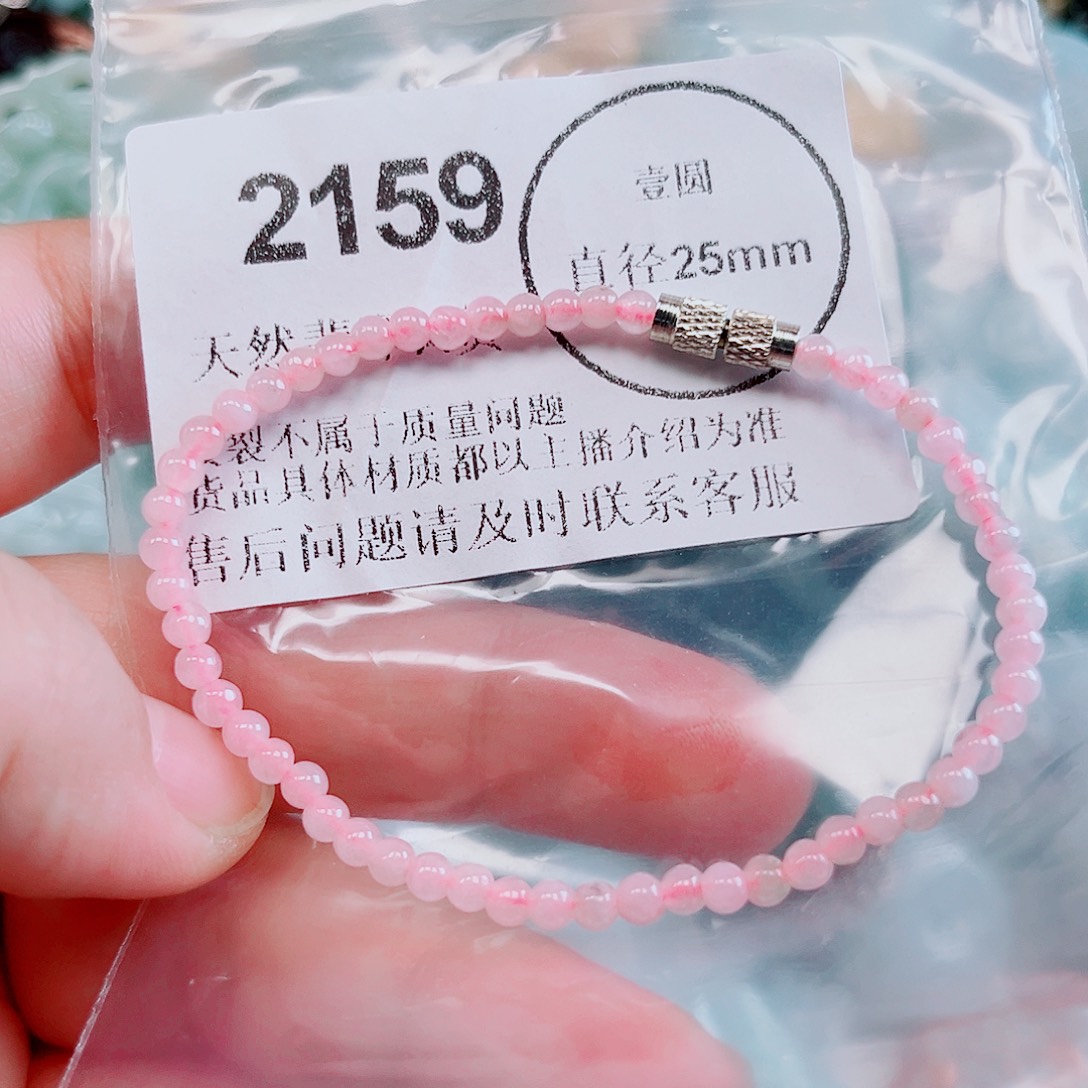 2159
壹圆
直径25mm
天然翡
裂不属于质量问题
货品具体材质都以主播介绍为准
售后问题请及时联系客服